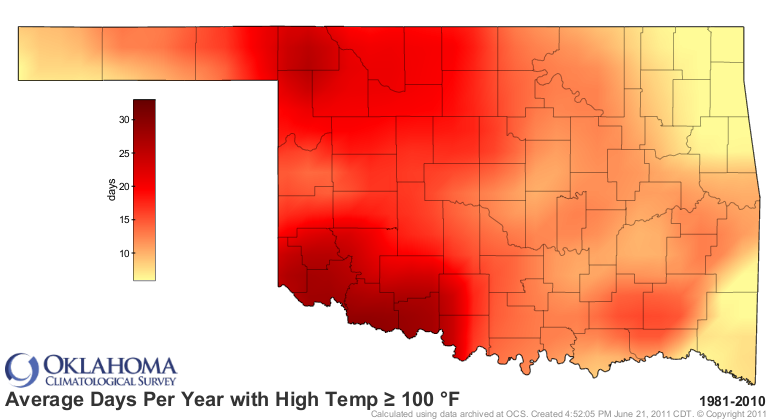 30
25
20
15
10
days
OKLAHOMA
CLIMATOLOGICAL SURVEY
Average Days Per Year with High Temp ≥ 100 °F
1981-2010
Calculated using data archived at OCS. Created 4:52:05 PM June 21, 2011 CDT. © Copyright 2011